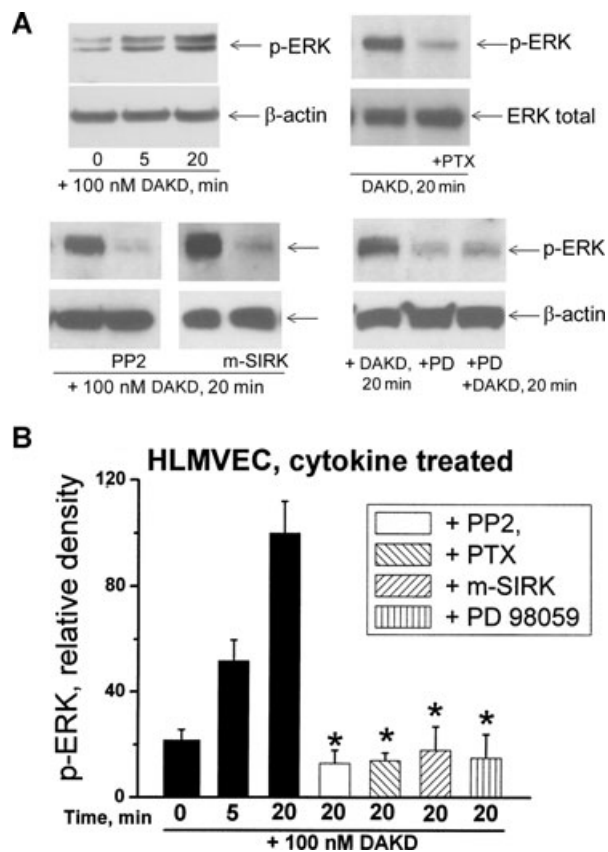 A
p-ERK
β-actin
0 5 20
+ 100 nM DAKD, min
p-ERK
ERK total
+PTX
DAKD, 20 min
PP2 m-SIRK
+ 100 nM DAKD, 20 min
p-ERK
β-actin
+ DAKD, +PD +PD
20 min +DAKD, 20 min
B
HLMVEC, cytokine treated
p-ERK, relative density
120
80
40
0
+ PP2,
+ PTX
+ m-SIRK
+ PD 98059
* * * *
Time, min 0 5 20 20 20 20 20
+ 100 nM DAKD